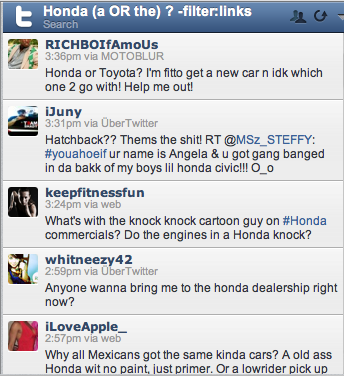 Honda (a OR the) ? -filter:links
Search
RICHBOIfAmoUs
3:36pm via MOTOBLUR
Honda or Toyota? I'm fitto get a new car n idk which
one 2 go with! Help me out!
iJuny
3:31pm via ÜberTwitter
Hatchback?? Thems the shit! RT @MSz_STEFFY:
#youahoeif ur name is Angela & u got gang banged
in da bakk of my boys lil honda civic!!! O_o
keepfitnessfun
3:24pm via web
What's with the knock knock cartoon guy on #Honda
commercials? Do the engines in a Honda knock?
whitneezy42
2:59pm via ÜberTwitter
Anyone wanna bring me to the honda dealership right
now?
iLoveApple_
2:57pm via web
Why all Mexicans got the same kinda cars? A old ass
Honda wit no paint, just primer. Or a lowrider pick up